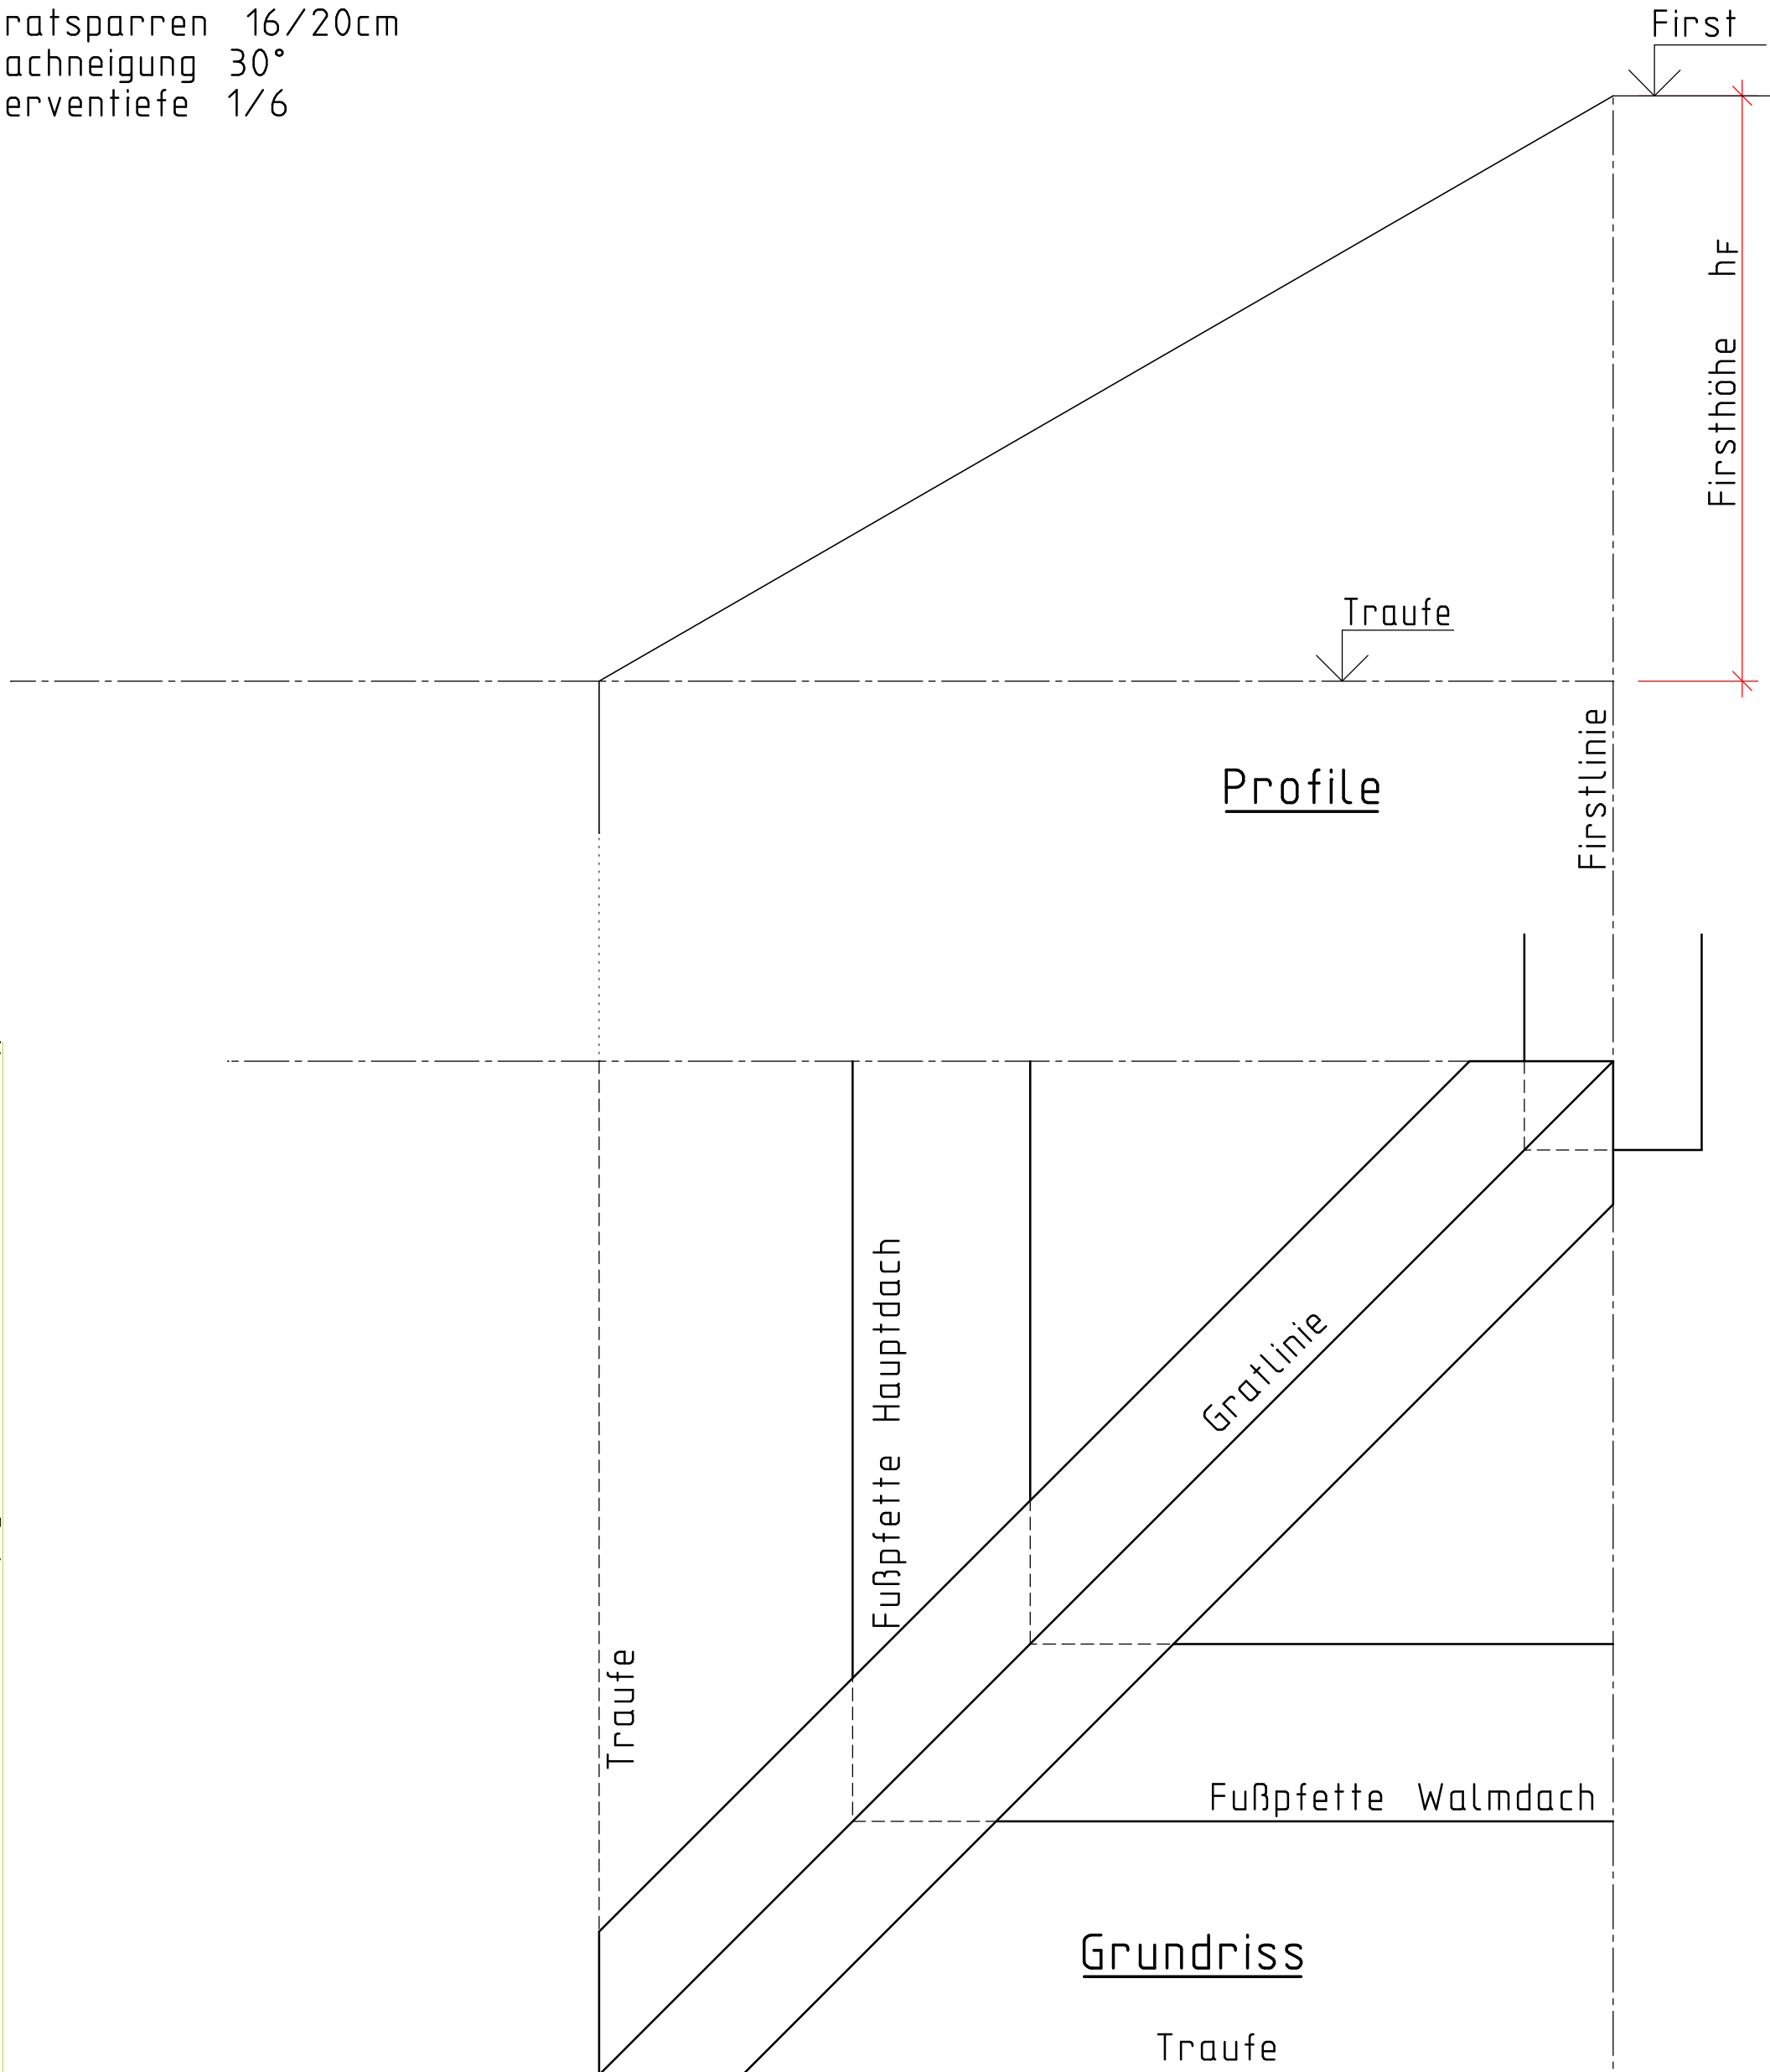 ratsparren 16/20cm
achneigung 30°
erventiefe 1/6
First
Firsthöhe hF
Traufe
Profile
Firstlinie
Fußpfette Hauptdach
Gratlinie
Traufe
Fußpfette Walmdach
Grundriss
Traufe